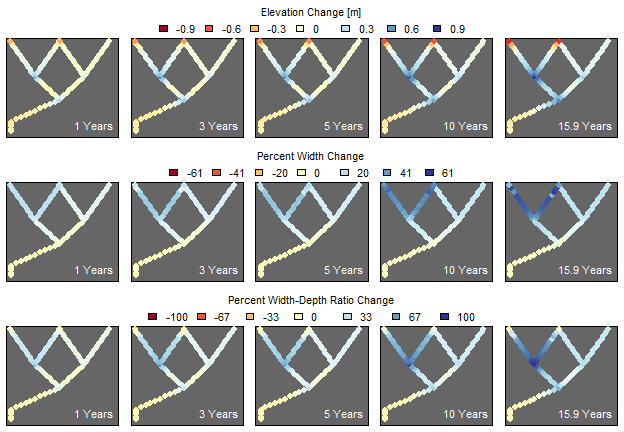 Elevation Change [m]
-0.9 -0.6 -0.3 0 0.3 0.6 0.9
1 Years 3 Years 5 Years 10 Years 15.9 Years
Percent Width Change
-61 -41 -20 0 20 41 61
1 Years 3 Years 5 Years 10 Years 15.9 Years
Percent Width-Depth Ratio Change
-100 -67 -33 0 33 67 100
1 Years 3 Years 5 Years 10 Years 15.9 Years